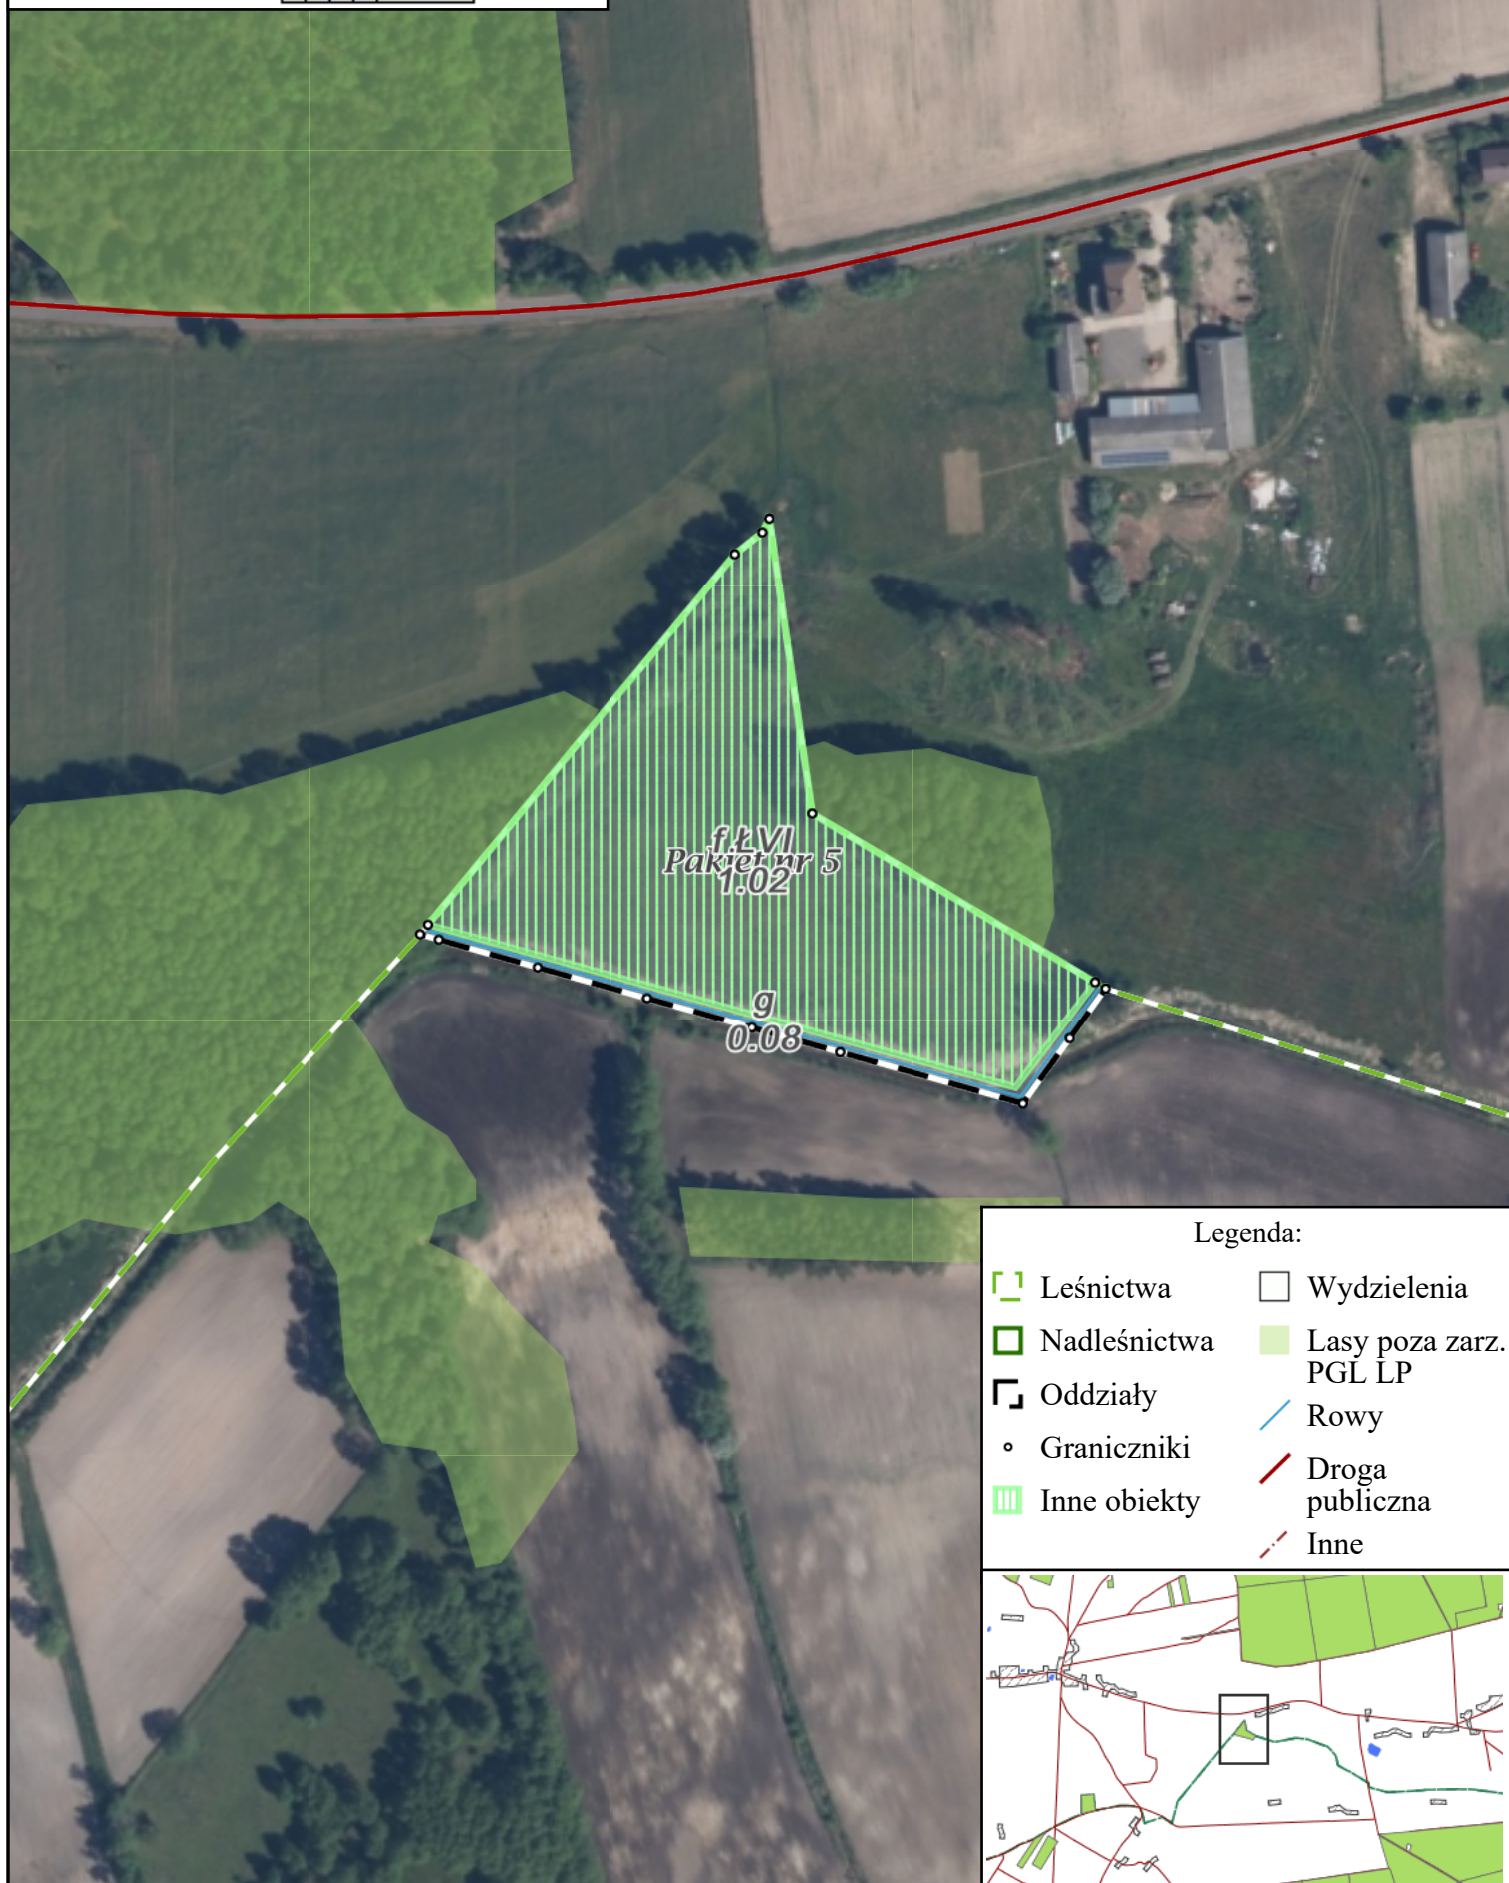 f ŁVI
Pakiet nr 5
1.02
g
0.08
Legenda:
Leśnictwa
Nadleśnictwa
Oddziały
Graniczniki
Inne obiekty
Wydzielenia
Lasy poza zarz.
PGL LP
Rowy
Droga
publiczna
Inne